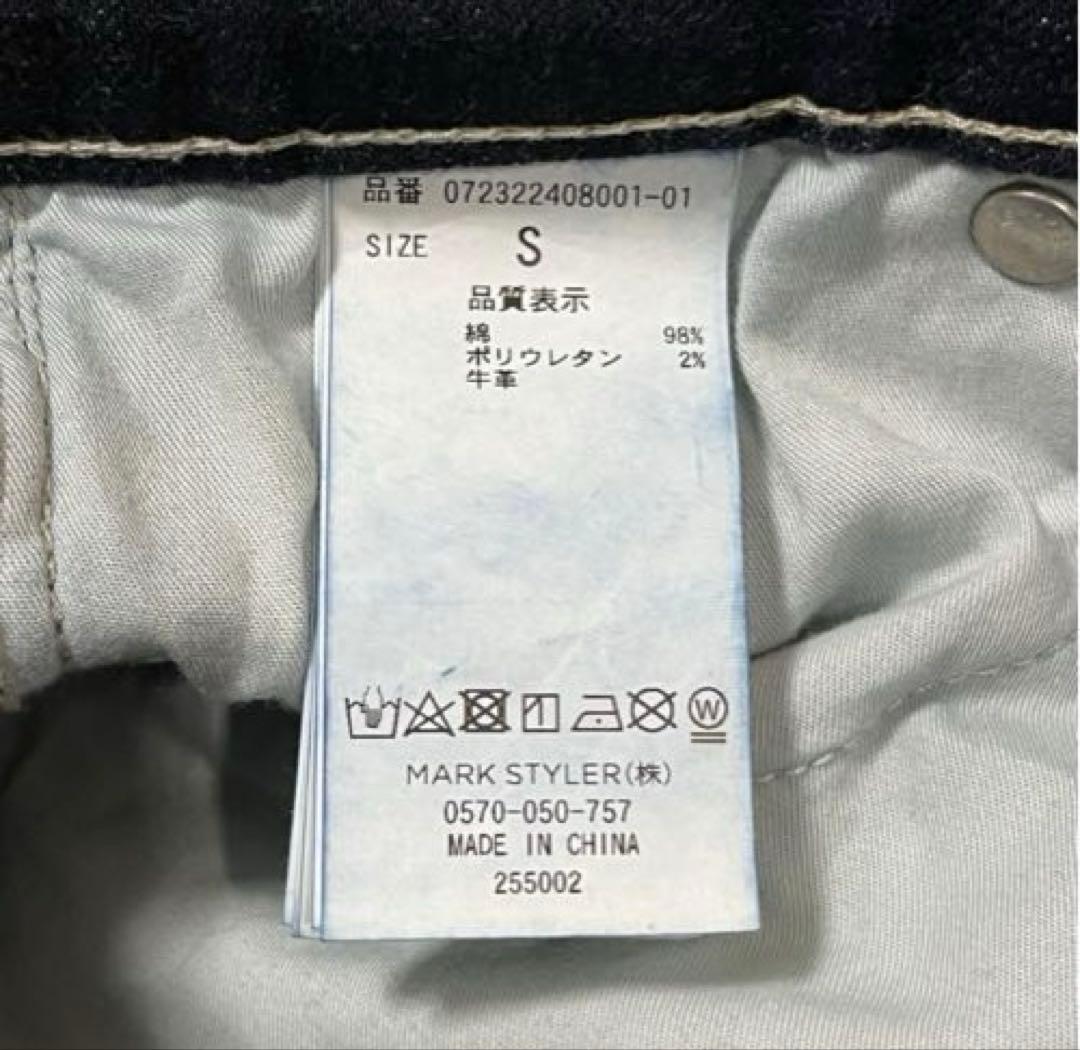 品番 072322408001-01
SIZE S
品質表示
綿 98%
ポリウレタン 2%
牛革
W
MARK STYLER(株)
0570-050-757
MADE IN CHINA
255002